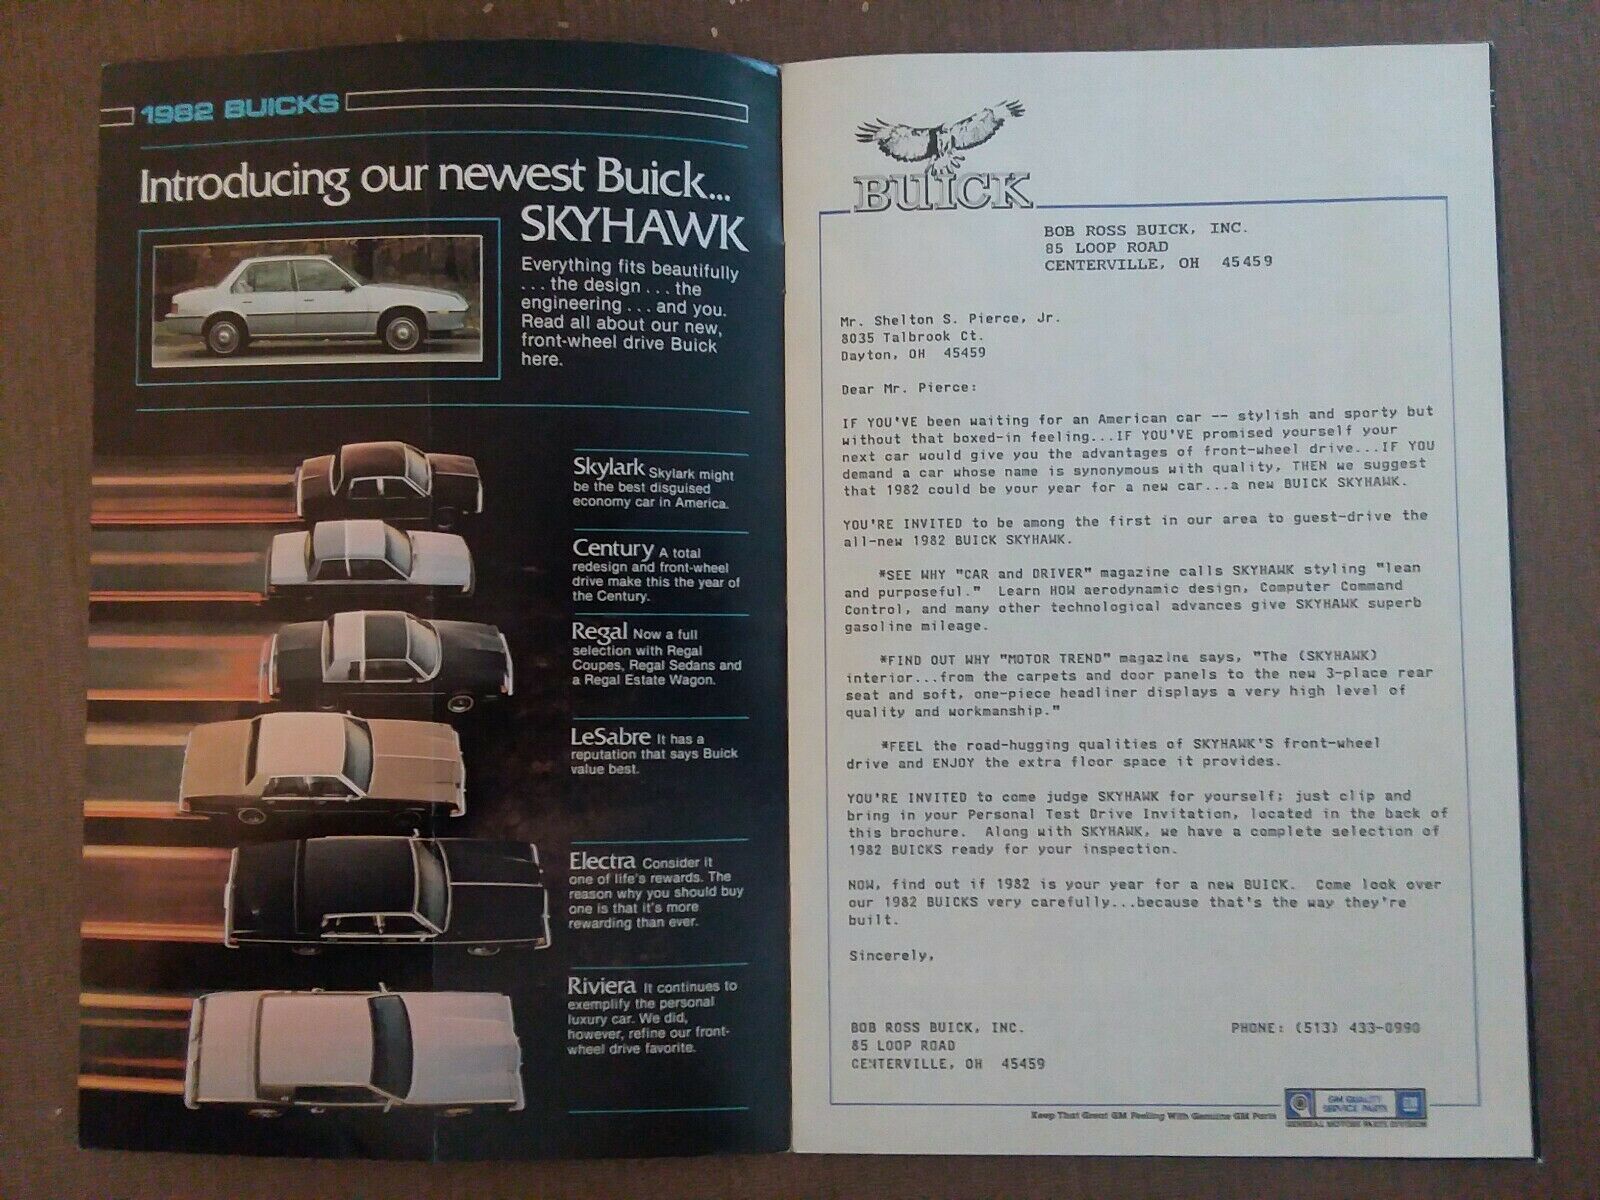 1982 BUICKS
Introducing our newest Buick...
SKYHAWK
Everything fits beautifully
... the design ... the
engineering ... and you.
Read all about our new,
front-wheel drive Buick
here.
Skylark Skylark might
be the best disguised
economy car in America.
Century A total
redesign and front-wheel
drive make this the year of
the Century.
Regal Now a full
selection with Regal
Coupes, Regal Sedans and
a Regal Estate Wagon.
LeSabre It has a
reputation that says Buick
value best.
Electra Consider it
one of life's rewards. The
reason why you should buy
one is that it's more
rewarding than ever.
Riviera It continues to
exemplify the personal
luxury car. We did,
however, refine our front-
wheel drive favorite.
BUICK
BOB ROSS BUICK, INC.
85 LOOP ROAD
CENTERVILLE, OH 45459
Mr. Shelton S. Pierce, Jr.
8035 Talbrook Ct.
Dayton, OH 45459
Dear Mr. Pierce:
IF YOU'VE been waiting for an American car -- stylish and sporty but
without that boxed-in feeling...IF YOU'VE promised yourself your
next car would give you the advantages of front-wheel drive...IF YOU
demand a car whose name is synonymous with quality, THEN we suggest
that 1982 could be your year for a new car...a new BUICK SKYHAWK.
YOU'RE INVITED to be among the first in our area to guest-drive the
all-new 1982 BUICK SKYHAWK.
*SEE WHY "CAR and DRIVER" magazine calls SKYHAWK styling "lean
and purposeful." Learn HOW aerodynamic design, Computer Command
Control, and many other technological advances give SKYHAWK superb
gasoline mileage.
*FIND OUT WHY "MOTOR TREND" magazine says, "The (SKYHAWK)
interior...from the carpets and door panels to the new 3-place rear
seat and soft, one-piece headliner displays a very high level of
quality and workmanship."
*FEEL the road-hugging qualities of SKYHAWK'S front-wheel
drive and ENJOY the extra floor space it provides.
YOU'RE INVITED to come judge SKYHAWK for yourself; just clip and
bring in your Personal Test Drive Invitation, located in the back of
this brochure. Along with SKYHAWK, we have a complete selection of
1982 BUICKS ready for your inspection.
NOW, find out if 1982 is your year for a new BUICK. Come look over
our 1982 BUICKS very carefully...because that's the way they're
built.
Sincerely,
BOB ROSS BUICK, INC. PHONE: (513) 433-0990
85 LOOP ROAD
CENTERVILLE, OH 45459
Keep That Great GM Feeling With Genuine GM Parts
GM QUALITY
SERVICE PARTS
GM
GENERAL MOTORS PARTS DIVISION